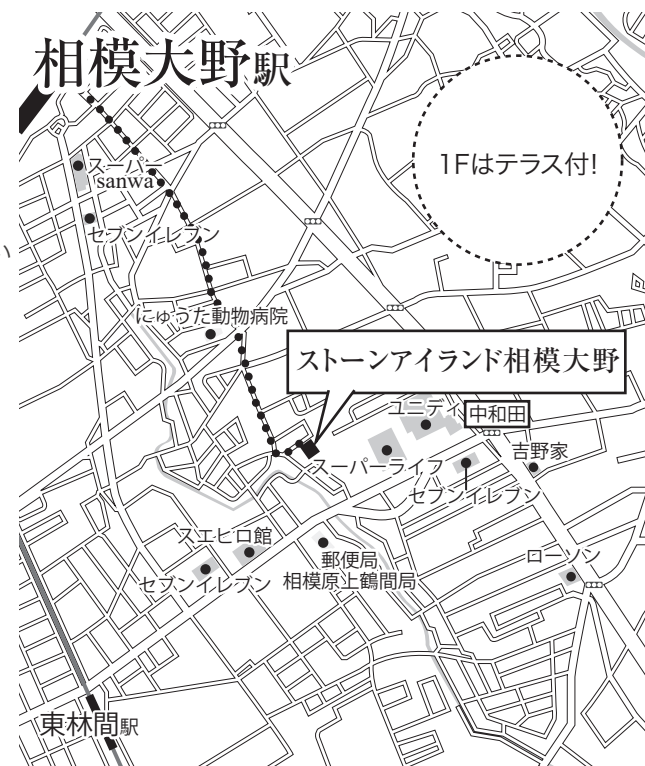 相模大野駅
スーパー
sanwa
1Fはテラス付!
セブンイレブン
い
にゅうた動物病院
ストーンアイランド相模大野
ユニディ
中和田
吉野家
スーパーライフ
セブンイレブン
スエヒロ館
郵便局
相模原上鶴間局
セブンイレブン
ローソン
東林間駅